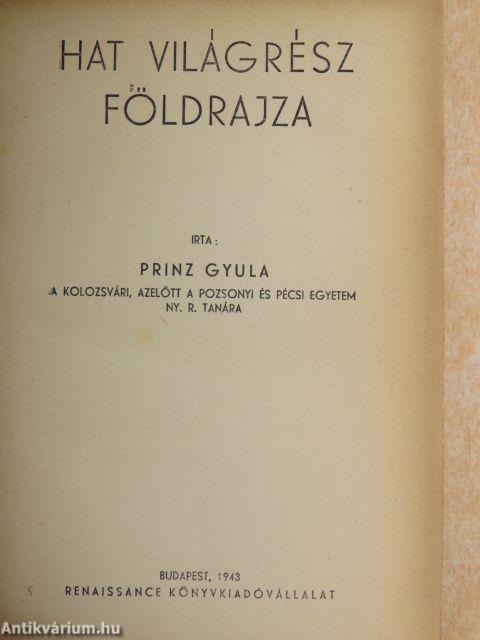 HAT VILÁGRÉSZ
FÖLDRAJZA
IRTA:
PRINZ GYULA
A KOLOZSVÁRI, AZELŐTT A POZSONYI ÉS PÉCSI EGYETEM
NY. R. TANÁRA
BUDAPEST, 1943
RENAISSANCE KÖNYVKIADÓVÁLLALAT
5
Antikvárium.hu